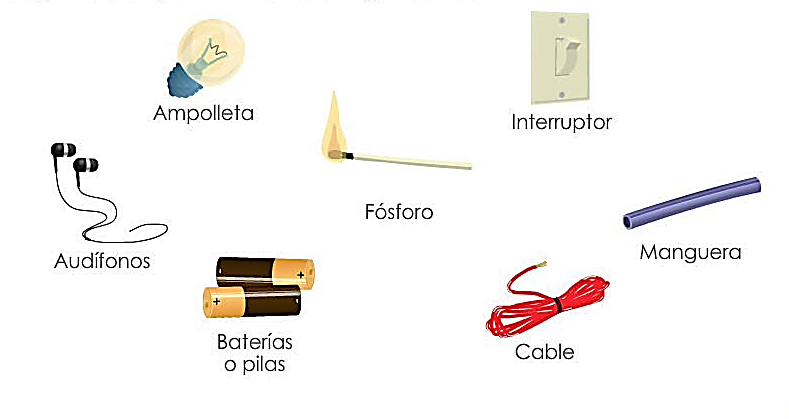 Ampolleta
Interruptor
Fósforo
Audífonos
Manguera
Baterías
o pilas
Cable